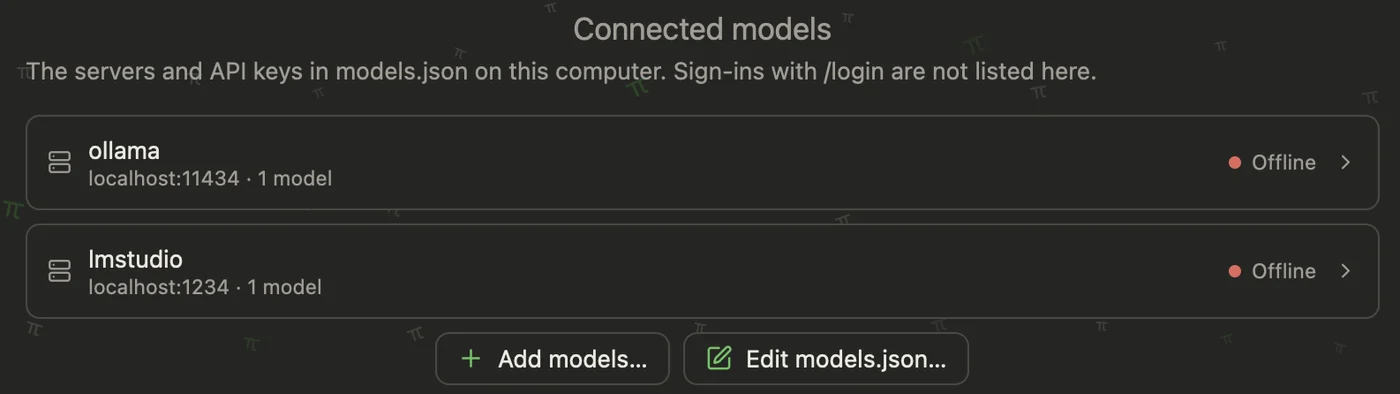 Connected models
The servers and API keys in models.json on this computer. Sign-ins with /login are not listed here.
ollama
localhost:11434 · 1 model
Offline
lmstudio
localhost:1234 · 1 model
Offline
Add models...
Edit models.json...